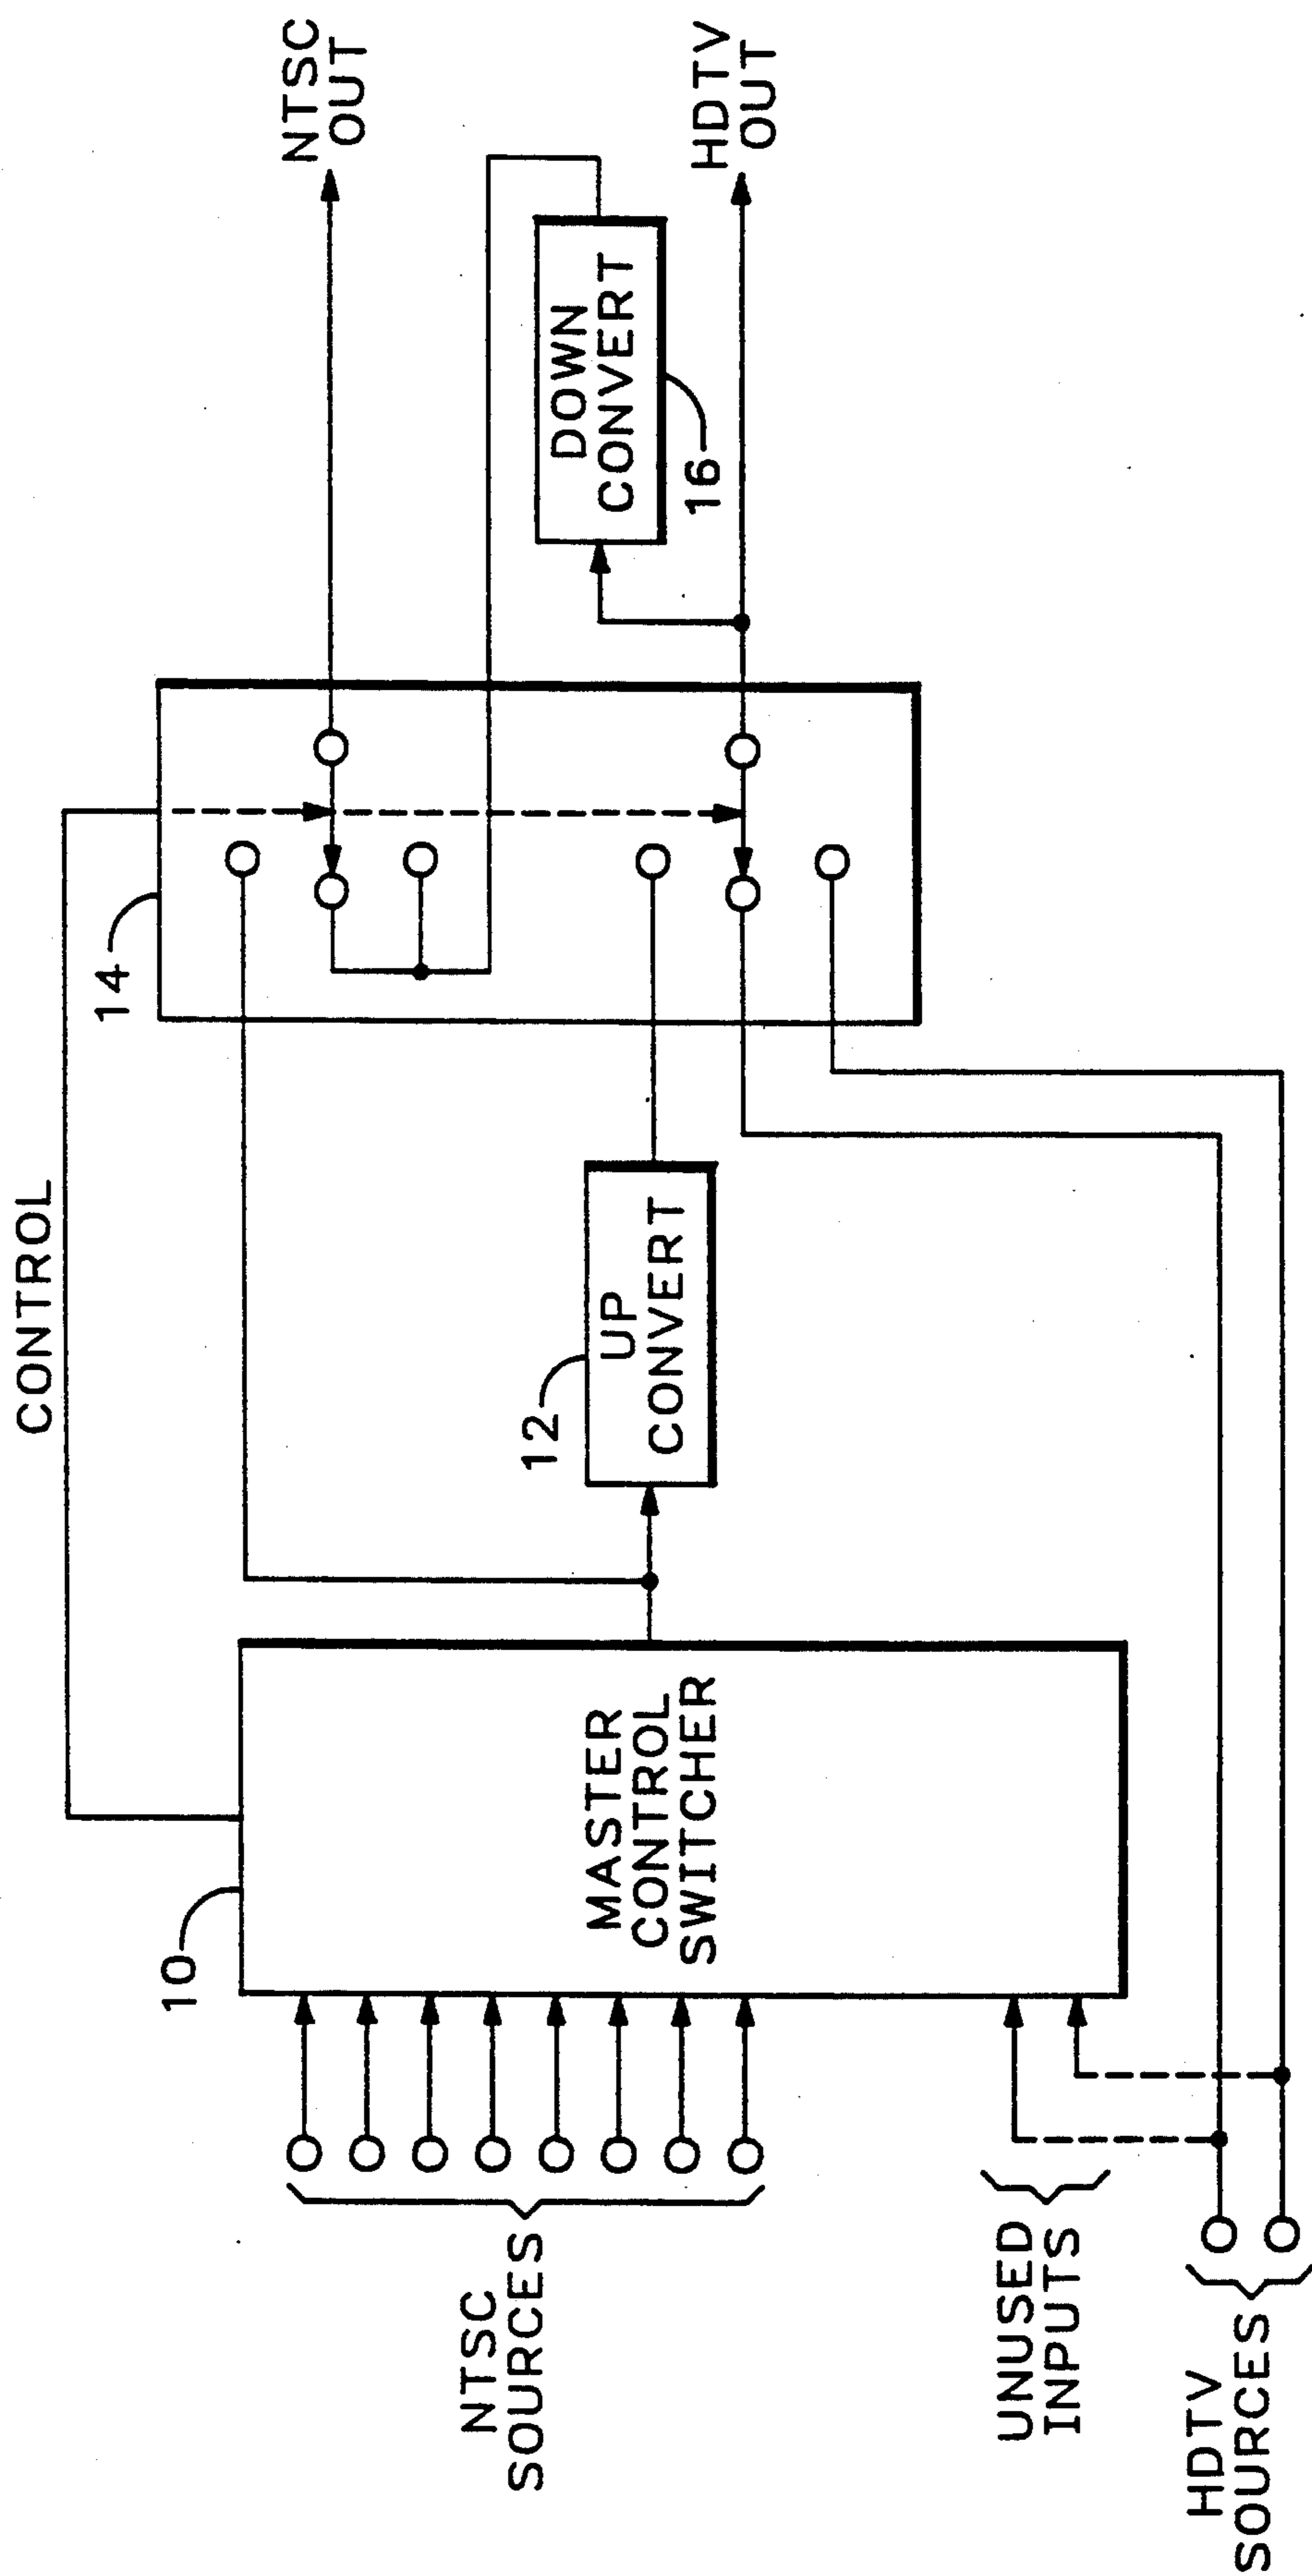 CONTROL
14
NTSC
OUT
10
NTSC
SOURCES
MASTER
CONTROL
SWITCHER
12
UP
CONVERT
DOWN
CONVERT
16
HDTV
OUT
UNUSED
INPUTS
HDTV
SOURCES